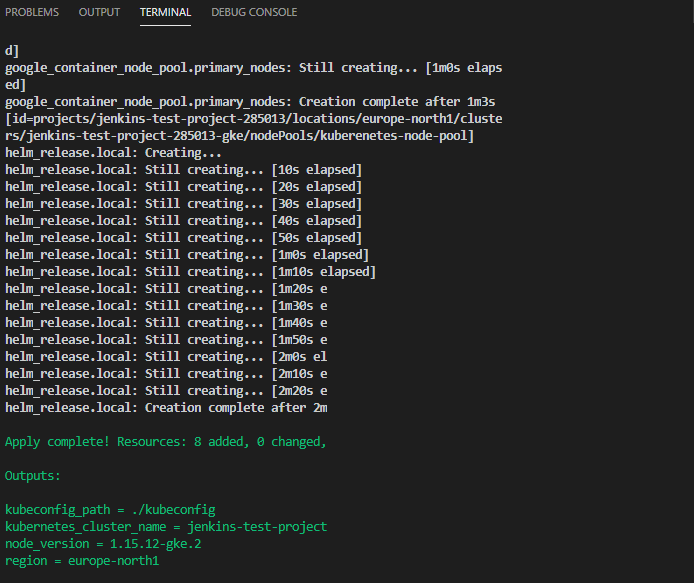 PROBLEMS OUTPUT TERMINAL DEBUG CONSOLE
d]
google_container_node_pool.primary_nodes: Still creating... [1m0s elaps
ed]
google_container_node_pool.primary_nodes: Creation complete after 1m3s
[id=projects/jenkins-test-project-285013/locations/europe-north1/cluste
rs/jenkins-test-project-285013-gke/nodePools/kuberenetes-node-pool]
helm_release.local: Creating...
helm_release.local: Still creating... [10s elapsed]
helm_release.local: Still creating... [20s elapsed]
helm_release.local: Still creating... [30s elapsed]
helm_release.local: Still creating... [40s elapsed]
helm_release.local: Still creating... [50s elapsed]
helm_release.local: Still creating... [1m0s elapsed]
helm_release.local: Still creating... [1m10s elapsed]
helm_release.local: Still creating... [1m20s e
helm_release.local: Still creating... [1m30s e
helm_release.local: Still creating... [1m40s e
helm_release.local: Still creating... [1m50s e
helm_release.local: Still creating... [2m0s el
helm_release.local: Still creating... [2m10s e
helm_release.local: Still creating... [2m20s e
helm_release.local: Creation complete after 2m
Apply complete! Resources: 8 added, 0 changed,
Outputs:
kubeconfig_path = ./kubeconfig
kubernetes_cluster_name = jenkins-test-project
node_version = 1.15.12-gke.2
region = europe-north1